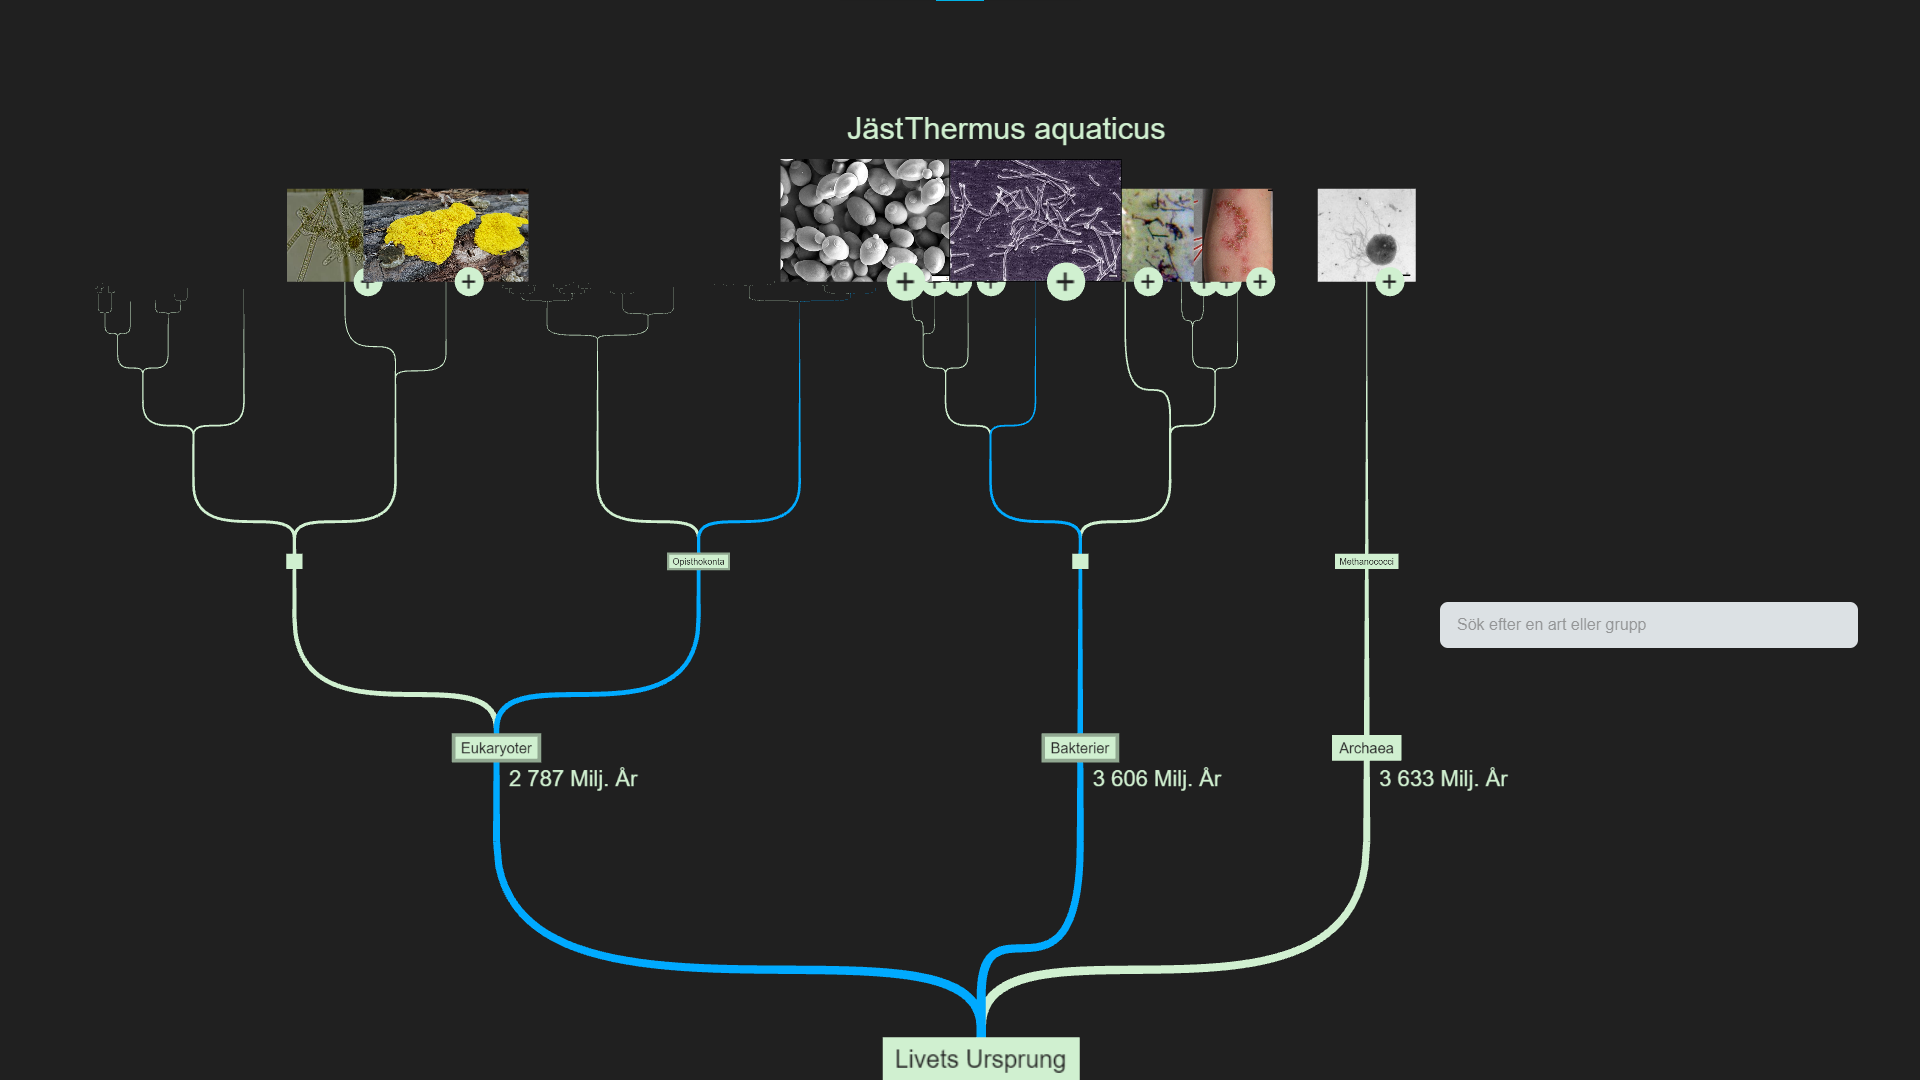 JästThermus aquaticus
Opisthokonta
Methanococci
Sök efter en art eller grupp
Eukaryoter
Bakterier
Archaea
2 787 Milj. År
3 606 Milj. År
3 633 Milj. År
Livets Ursprung